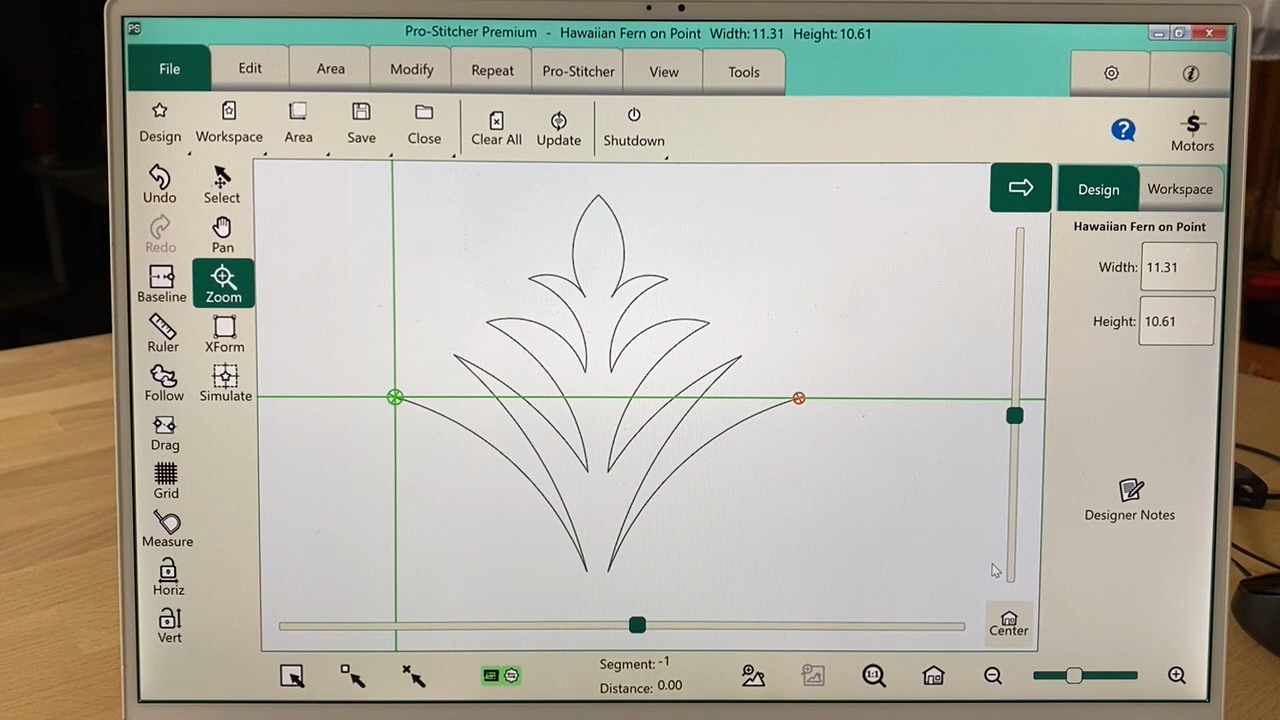 PS
Pro-Stitcher Premium - Hawaiian Fern on Point Width: 11.31 Height: 10.61
File Edit Area Modify Repeat Pro-Stitcher View Tools
Design Workspace Area Save Close Clear All Update Shutdown
S
Motors
?
Undo Select
Redo Pan
Baseline Zoom
Ruler XForm
Follow Simulate
Drag
Grid
Measure
Horiz
Vert
Design Workspace
Hawaiian Fern on Point
Width: 11.31
Height: 10.61
Designer Notes
Center
Segment: -1
Distance: 0.00
1:1